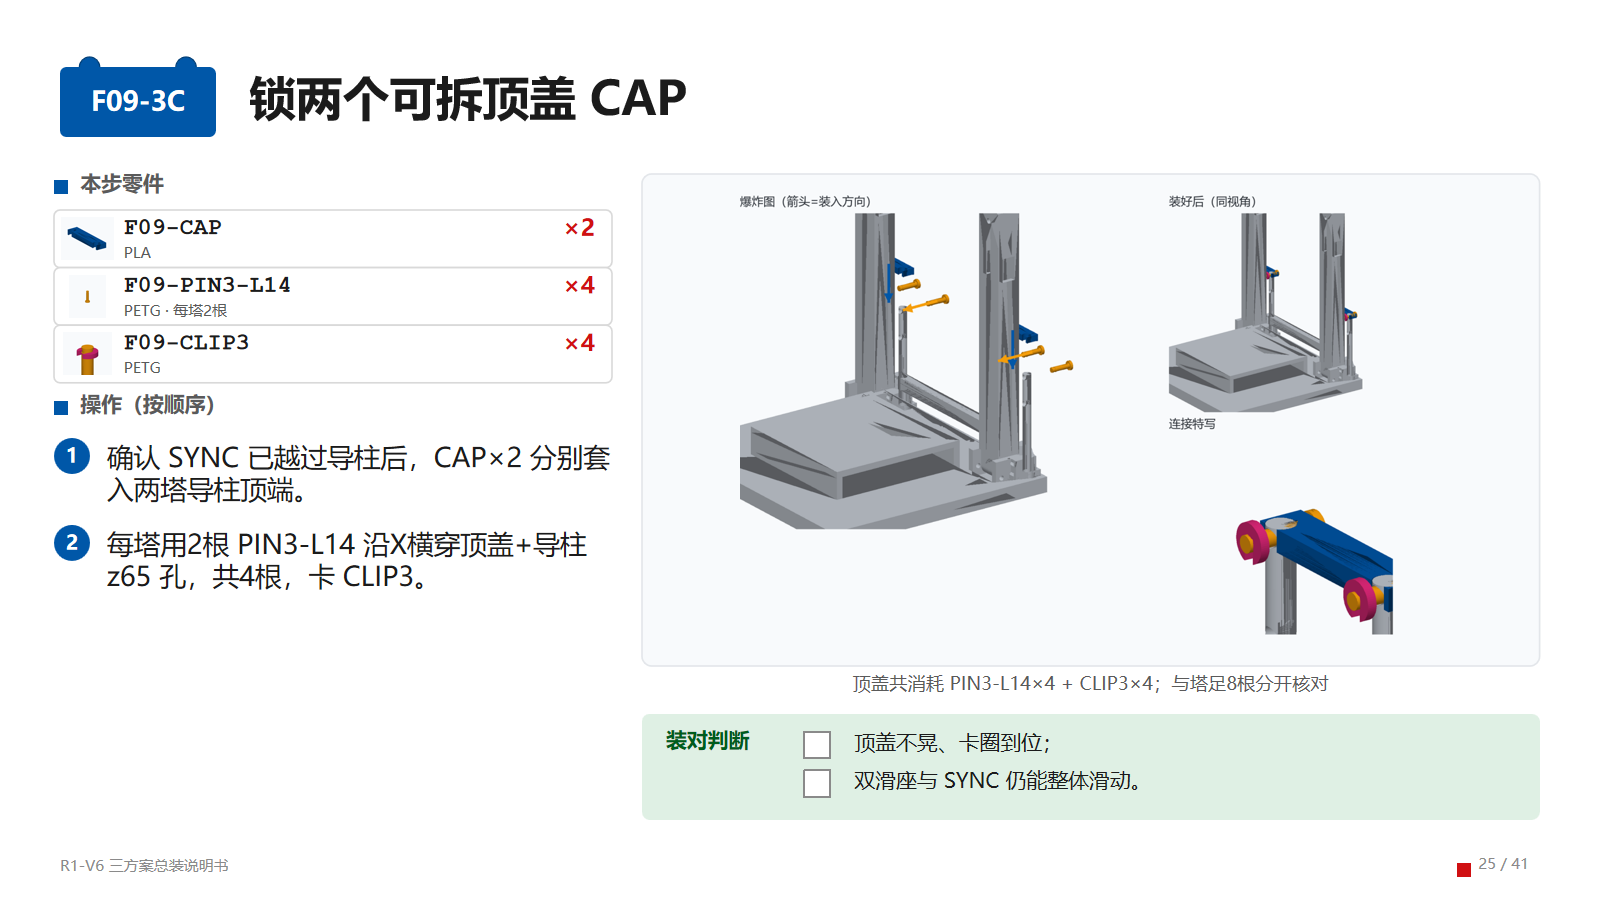 F09-3C
锁两个可拆顶盖 CAP
本步零件
F09-CAP
×2
PLA
F09-PIN3-L14
×4
PETG · 每塔2根
F09-CLIP3
×4
PETG
操作（按顺序）
1
确认 SYNC 已越过导柱后，CAP×2 分别套
入两塔导柱顶端。
2
每塔用2根 PIN3-L14 沿X横穿顶盖+导柱
z65 孔，共4根，卡 CLIP3。
爆炸图（箭头=装入方向）
装好后（同视角）
连接特写
顶盖共消耗 PIN3-L14×4 + CLIP3×4；与塔足8根分开核对
装对判断
顶盖不晃、卡圈到位；
双滑座与 SYNC 仍能整体滑动。
R1-V6 三方案总装说明书
25 / 41